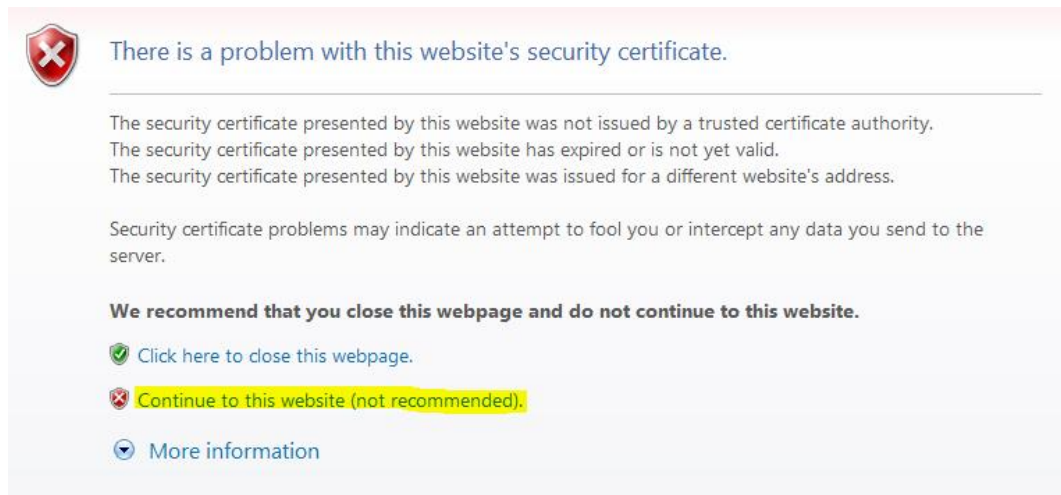 There is a problem with this website's security certificate.
The security certificate presented by this website was not issued by a trusted certificate authority.
The security certificate presented by this website has expired or is not yet valid.
The security certificate presented by this website was issued for a different website's address.
Security certificate problems may indicate an attempt to fool you or intercept any data you send to the
server.
We recommend that you close this webpage and do not continue to this website.
Click here to close this webpage.
Continue to this website (not recommended).
More information